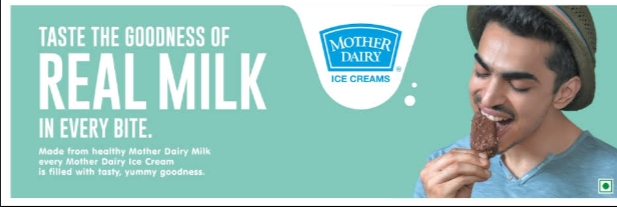 TASTE THE GOODNESS OF
REAL MILK
IN EVERY BITE.
Made from healthy Mother Dairy Milk
every Mother Dairy Ice Cream
is filled with tasty, yummy goodness.
MOTHER
DAIRY
®
ICE CREAMS